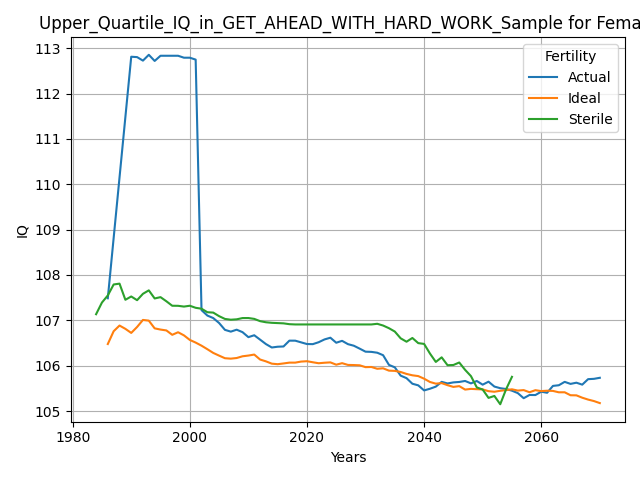 Upper_Quartile_IQ_in_GET_AHEAD_WITH_HARD_WORK_Sample for Fema
Fertility
Actual
Ideal
Sterile
113
112
111
110
109
108
107
106
105
IQ
1980
2000
2020
2040
2060
Years